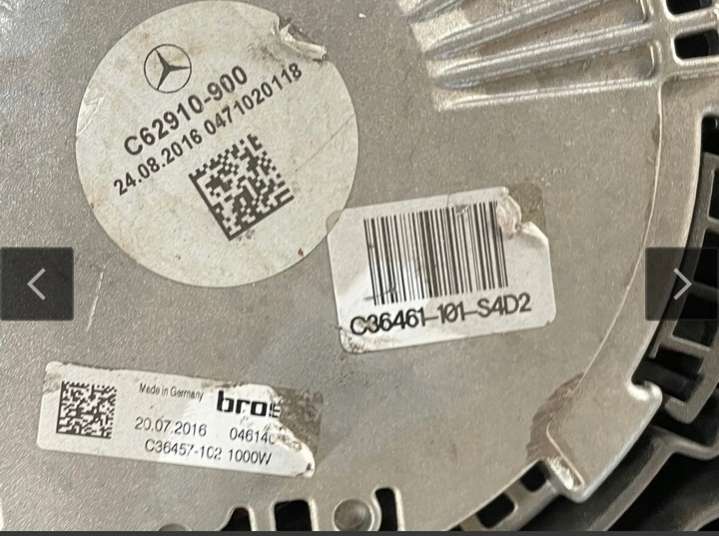 C62910-900
24.08.2016 0471020118
C36461-101-S4D2
Made in Germany
20.07.2016
C36457-102 1000W